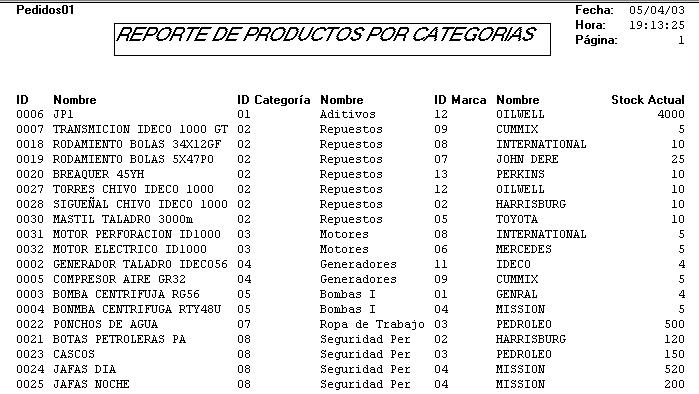 Pedidos01 Fecha: 05/04/03
REPORTE DE PRODUCTOS POR CATEGORIAS Hora: 19:13:25
Página: 1
ID Nombre ID Categoría Nombre ID Marca Nombre Stock Actual
0006 JP1 01 Aditivos 12 OILWELL 4000
0007 TRANSMICION IDECO 1000 GT 02 Repuestos 09 CUMMIX 5
0018 RODAMIENTO BOLAS 34X12GF 02 Repuestos 08 INTERNATIONAL 10
0019 RODAMIENTO BOLAS 5X47P0 02 Repuestos 07 JOHN DERE 25
0020 BREAQUER 45YH 02 Repuestos 13 PERKINS 10
0027 TORRES CHIVO IDECO 1000 02 Repuestos 12 OILWELL 10
0028 SIGUEÑAL CHIVO IDECO 1000 02 Repuestos 02 HARRISBURG 10
0030 MASTIL TALADRO 3000m 02 Repuestos 05 TOYOTA 10
0031 MOTOR PERFORACION ID1000 03 Motores 08 INTERNATIONAL 5
0032 MOTOR ELECTRICO ID1000 03 Motores 06 MERCEDES 5
0002 GENERADOR TALADRO IDECO56 04 Generadores 11 IDECO 4
0005 COMPRESOR AIRE GR32 04 Generadores 09 CUMMIX 5
0003 BOMBA CENTRIFUJA RG56 05 Bombas I 01 GENRAL 4
0004 BONMBA CENTRIFUGA RTY48U 05 Bombas I 04 MISSION 5
0022 PONCHOS DE AGUA 07 Ropa de Trabajo 03 PEDROLEO 500
0021 BOTAS PETROLERAS PA 08 Seguridad Per 02 HARRISBURG 120
0023 CASCOS 08 Seguridad Per 03 PEDROLEO 150
0024 JAFAS DIA 08 Seguridad Per 04 MISSION 520
0025 JAFAS NOCHE 08 Seguridad Per 04 MISSION 200